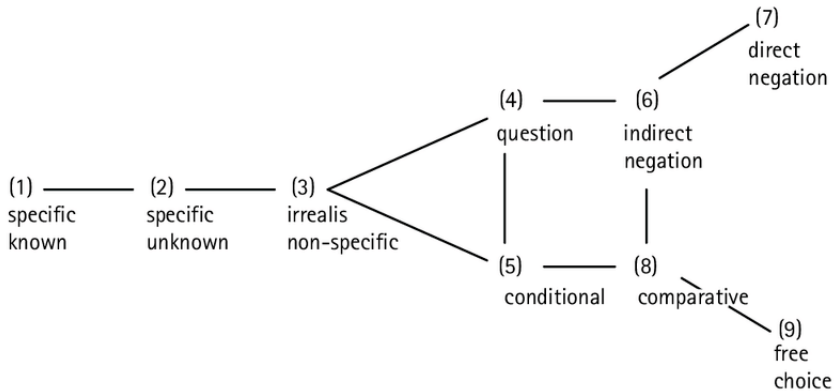 (7)
direct
negation
(4)
question
(6)
indirect
negation
(1)
specific
known
(2)
specific
unknown
(3)
irrealis
non-specific
(5)
conditional
(8)
comparative
(9)
free
choice